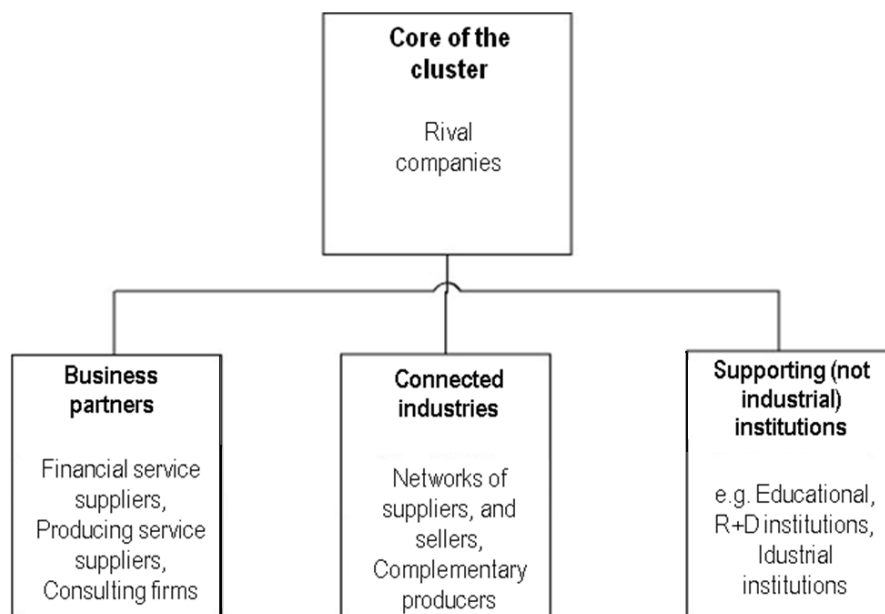 Core of the
cluster
Rival
companies
Business
partners
Financial service
suppliers,
Producing service
suppliers,
Consulting firms
Connected
industries
Networks of
suppliers, and
sellers,
Complementary
producers
Supporting (not
industrial)
institutions
e.g. Educational,
R+D institutions,
Idustrial
institutions